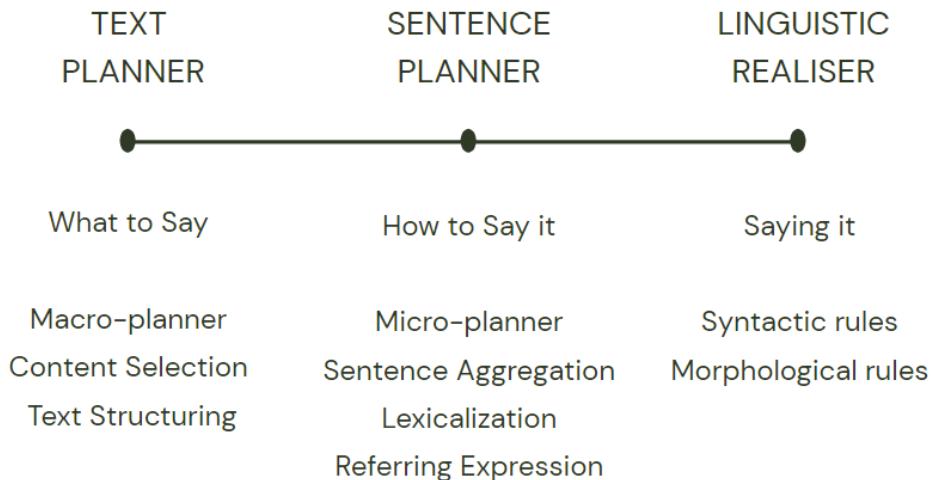 TEXT
PLANNER
SENTENCE
PLANNER
LINGUISTIC
REALISER
What to Say
How to Say it
Saying it
Macro-planner
Content Selection
Text Structuring
Micro-planner
Sentence Aggregation
Lexicalization
Referring Expression
Syntactic rules
Morphological rules